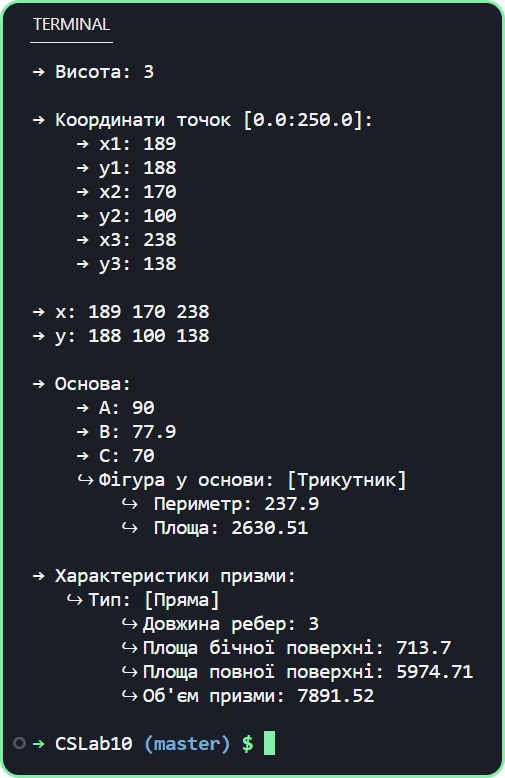 TERMINAL
→ Висота: 3
→ Координати точок [0.0:250.0]:
→ x1: 189
→ y1: 188
→ x2: 170
→ y2: 100
→ x3: 238
→ y3: 138
→ x: 189 170 238
→ y: 188 100 138
→ Основа:
→ A: 90
→ B: 77.9
→ C: 70
↪ Фігура у основи: [Трикутник]
↪ Периметр: 237.9
↪ Площа: 2630.51
→ Характеристики призми:
↪ Тип: [Пряма]
↪ Довжина ребер: 3
↪ Площа бічної поверхні: 713.7
↪ Площа повної поверхні: 5974.71
↪ Об'єм призми: 7891.52
→ CSLab10 (master) $